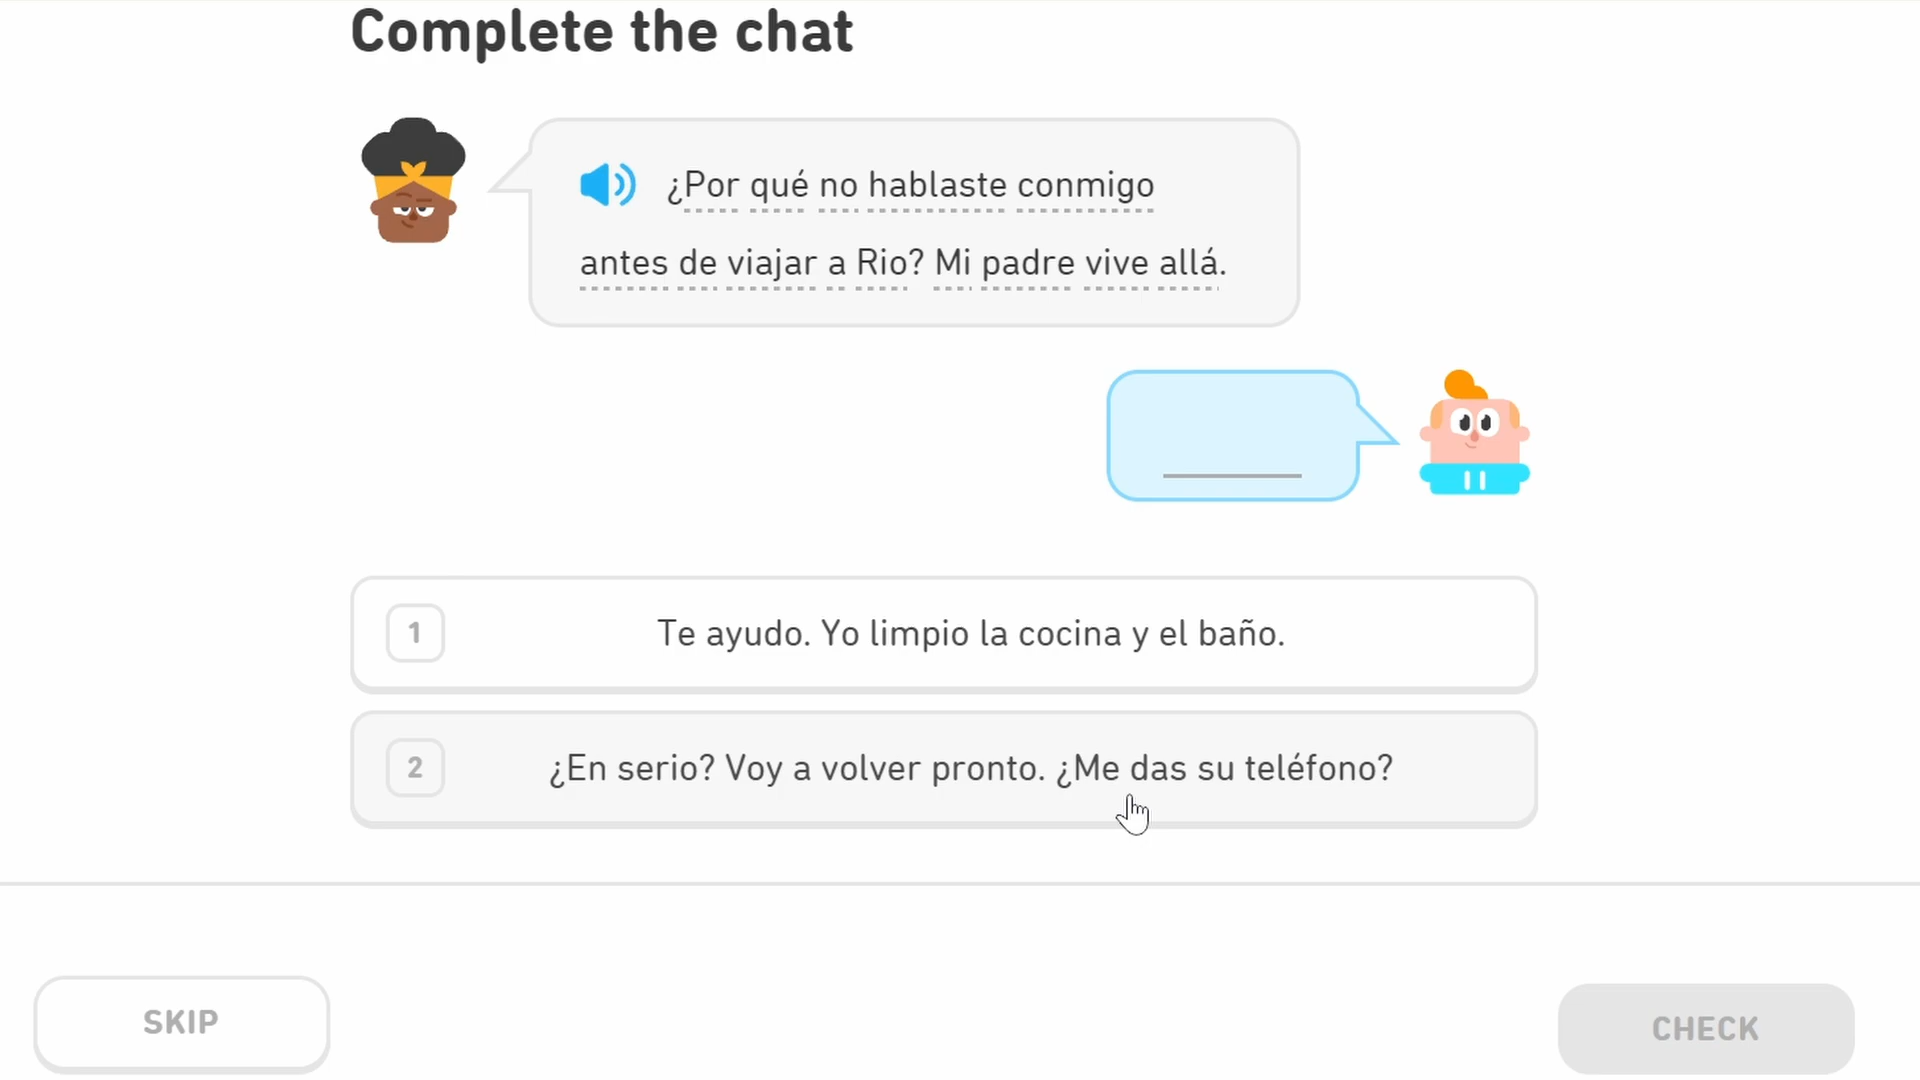 Complete the chat
¿Por qué no hablaste conmigo
antes de viajar a Rio? Mi padre vive allá.
1
Te ayudo. Yo limpio la cocina y el baño.
2
¿En serio? Voy a volver pronto. ¿Me das su teléfono?
SKIP
CHECK